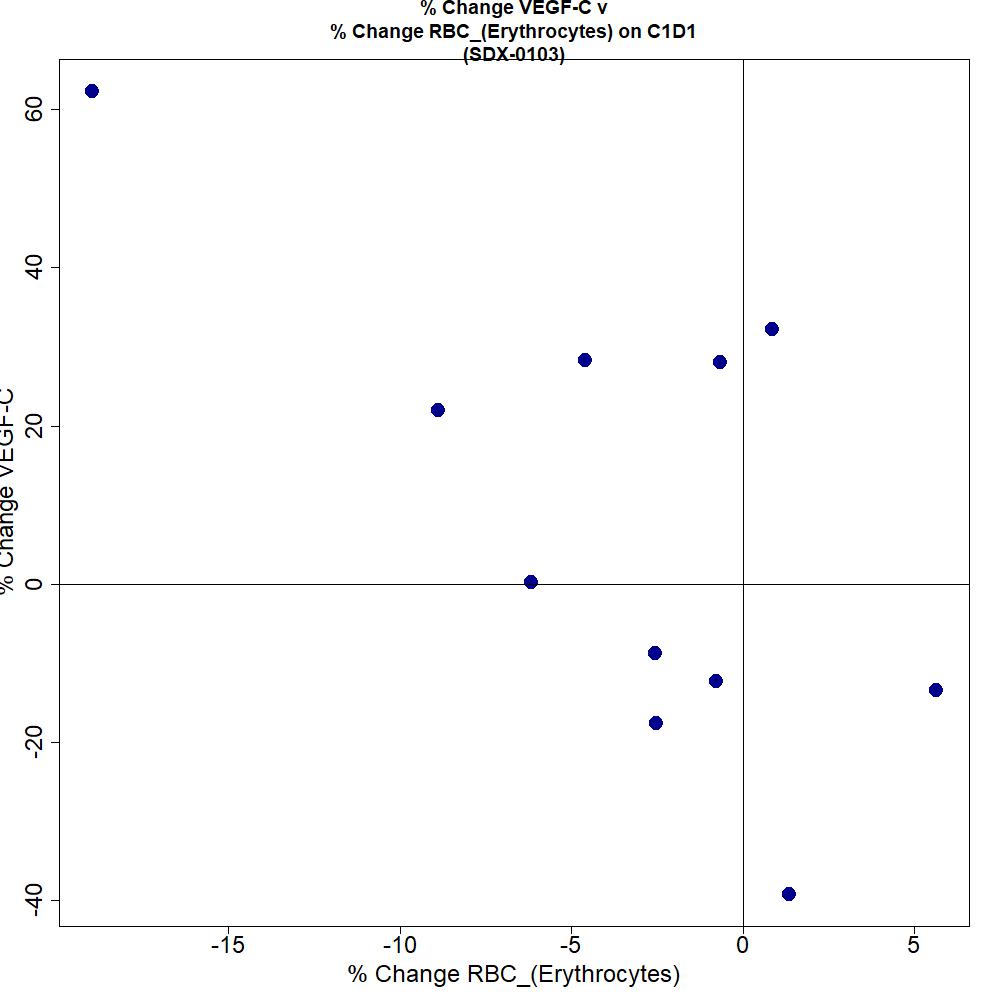 % Change VEGF-C v
% Change RBC_(Erythrocytes) on C1D1
(SDX-0103)
60
40
20
0
-20
-40
% Change VEGF-C
-15
-10
-5
0
5
% Change RBC_(Erythrocytes)